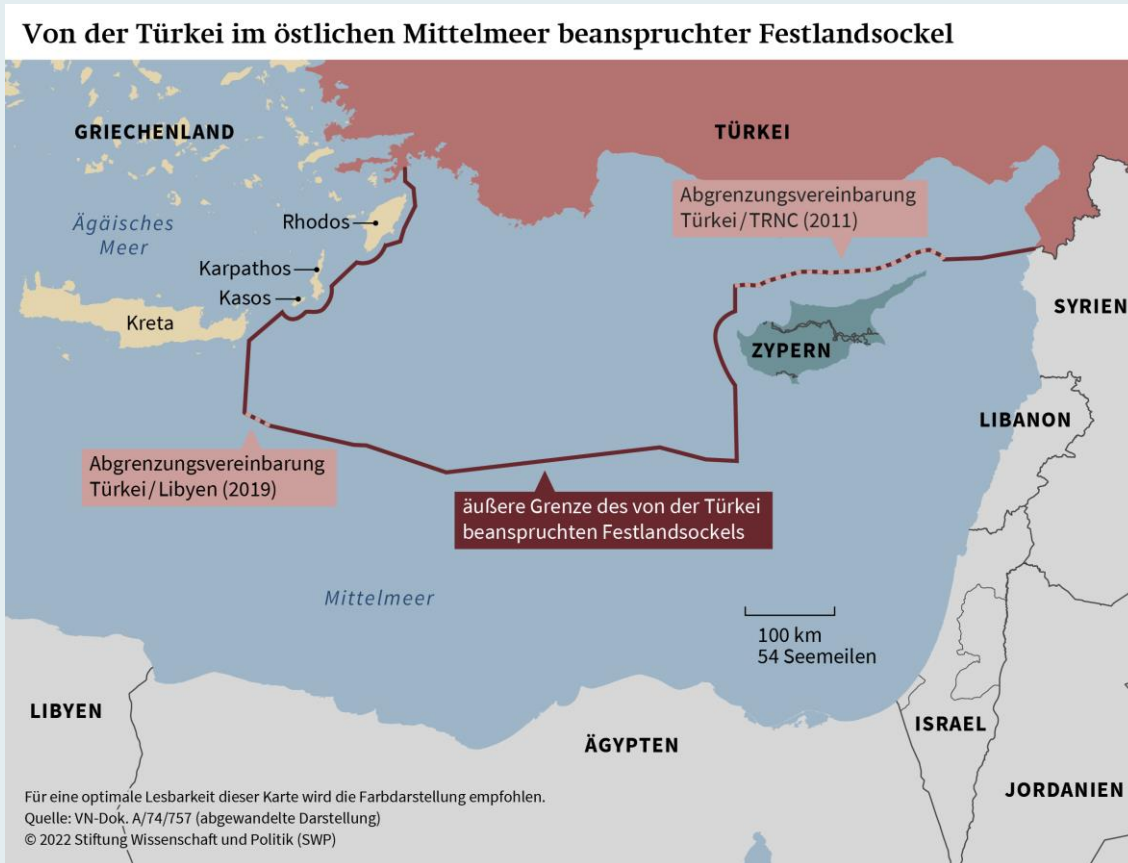 Von der Türkei im östlichen Mittelmeer beanspruchter Festlandsockel
GRIECHENLAND
TÜRKEI
Abgrenzungsvereinbarung
Türkei/TRNC (2011)
Ägäisches
Meer
Rhodos
Karpathos
Kasos
Kreta
ZYPERN
SYRIEN
LIBANON
Abgrenzungsvereinbarung
Türkei/Libyen (2019)
äußere Grenze des von der Türkei
beanspruchten Festlandsockels
Mittelmeer
100 km
54 Seemeilen
LIBYEN
ÄGYPTEN
ISRAEL
JORDANIEN
Für eine optimale Lesbarkeit dieser Karte wird die Farbdarstellung empfohlen.
Quelle: VN-Dok. A/74/757 (abgewandelte Darstellung)
© 2022 Stiftung Wissenschaft und Politik (SWP)